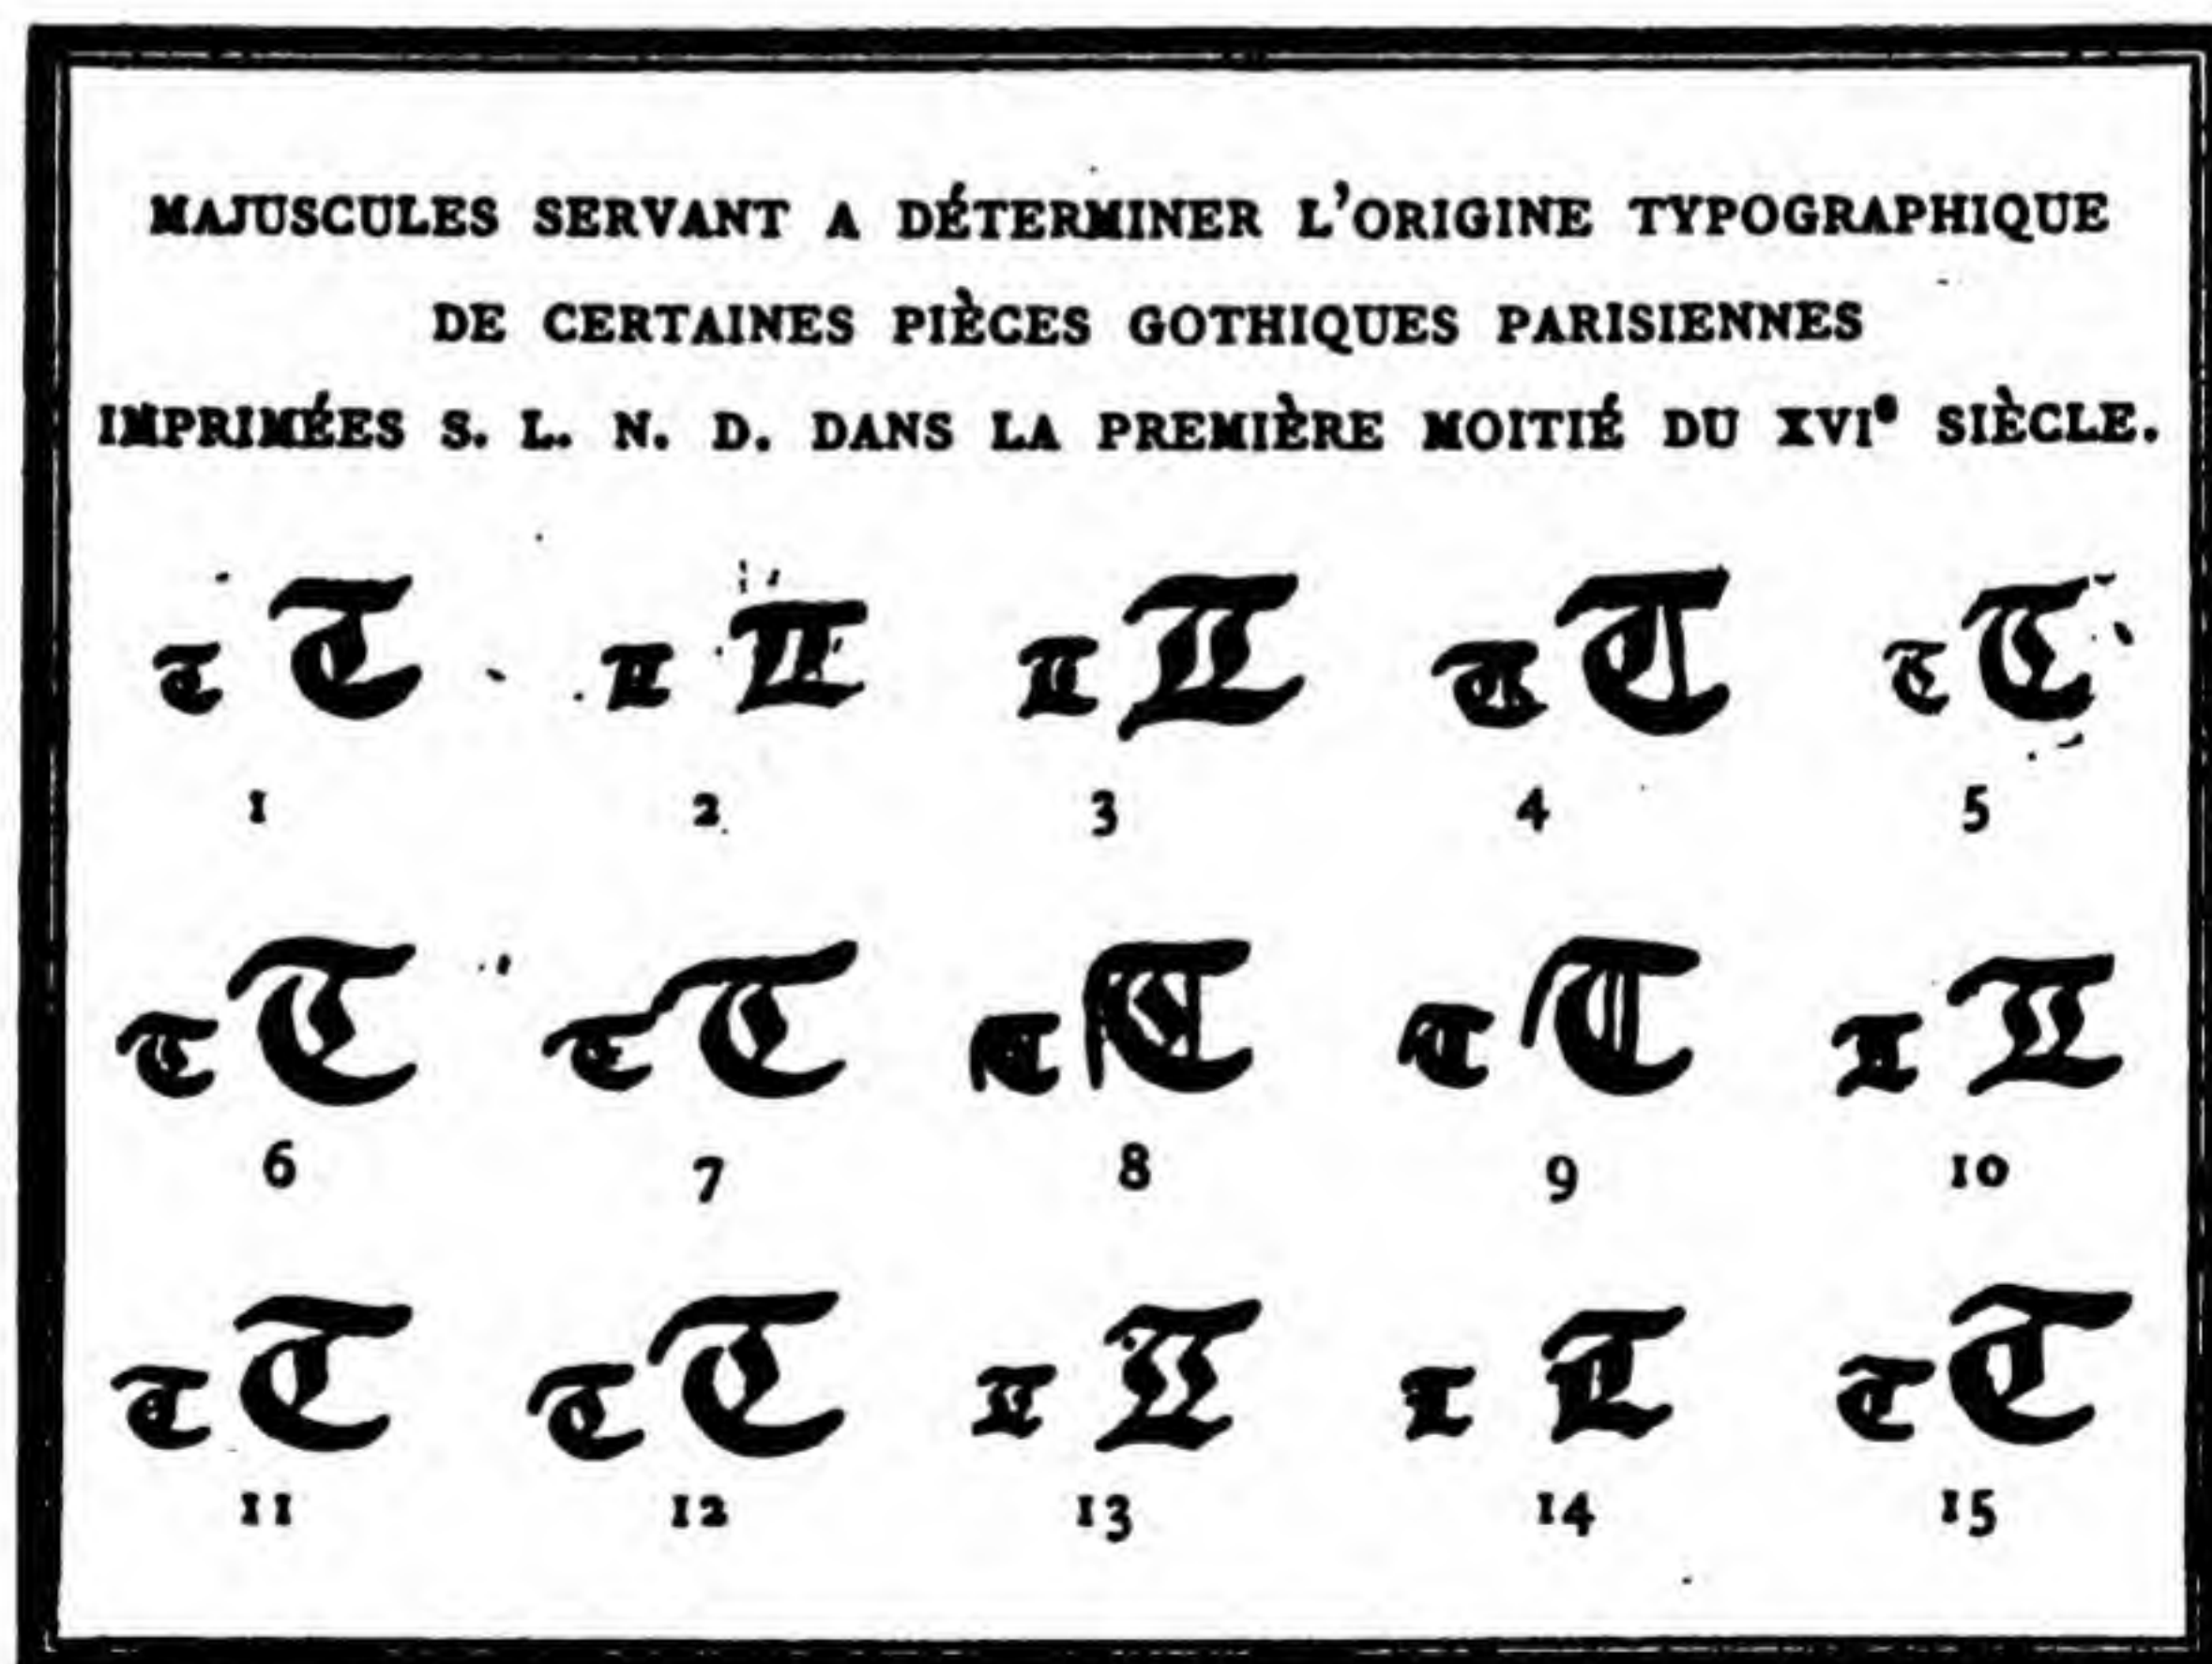 MAJUSCULES SERVANT A DÉTERMINER L'ORIGINE TYPOGRAPHIQUE
DE CERTAINES PIÈCES GOTHIQUES PARISIENNES
IMPRIMÉES S. L. N. D. DANS LA PREMIÈRE MOITIÉ DU XVIe SIÈCLE.
T T T T T T T T T T
1 2 3 4 5
T T T T T T T T T T
6 7 8 9 10
T T T T T T T T T T
11 12 13 14 15